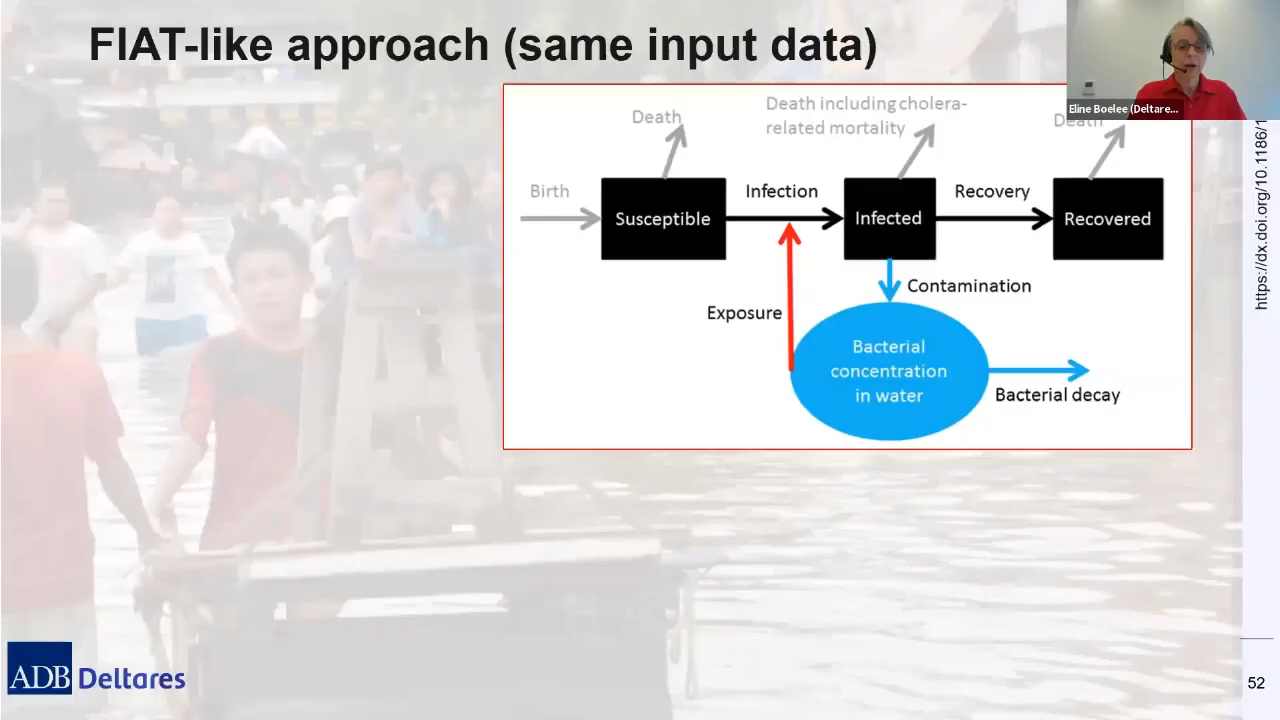 FIAT-like approach (same input data)
Eline Boelee (Deltare...
Death
Death including cholera-
related mortality
Death
Birth
Infection
Recovery
Susceptible
Infected
Recovered
Contamination
Exposure
Bacterial
concentration
in water
Bacterial decay
https://dx.doi.org/10.1186/1
ADB Deltares
52